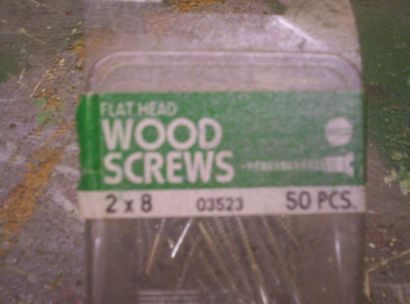 FLAT HEAD
WOOD
SCREWS
2 x 8 03523 50 PCS.